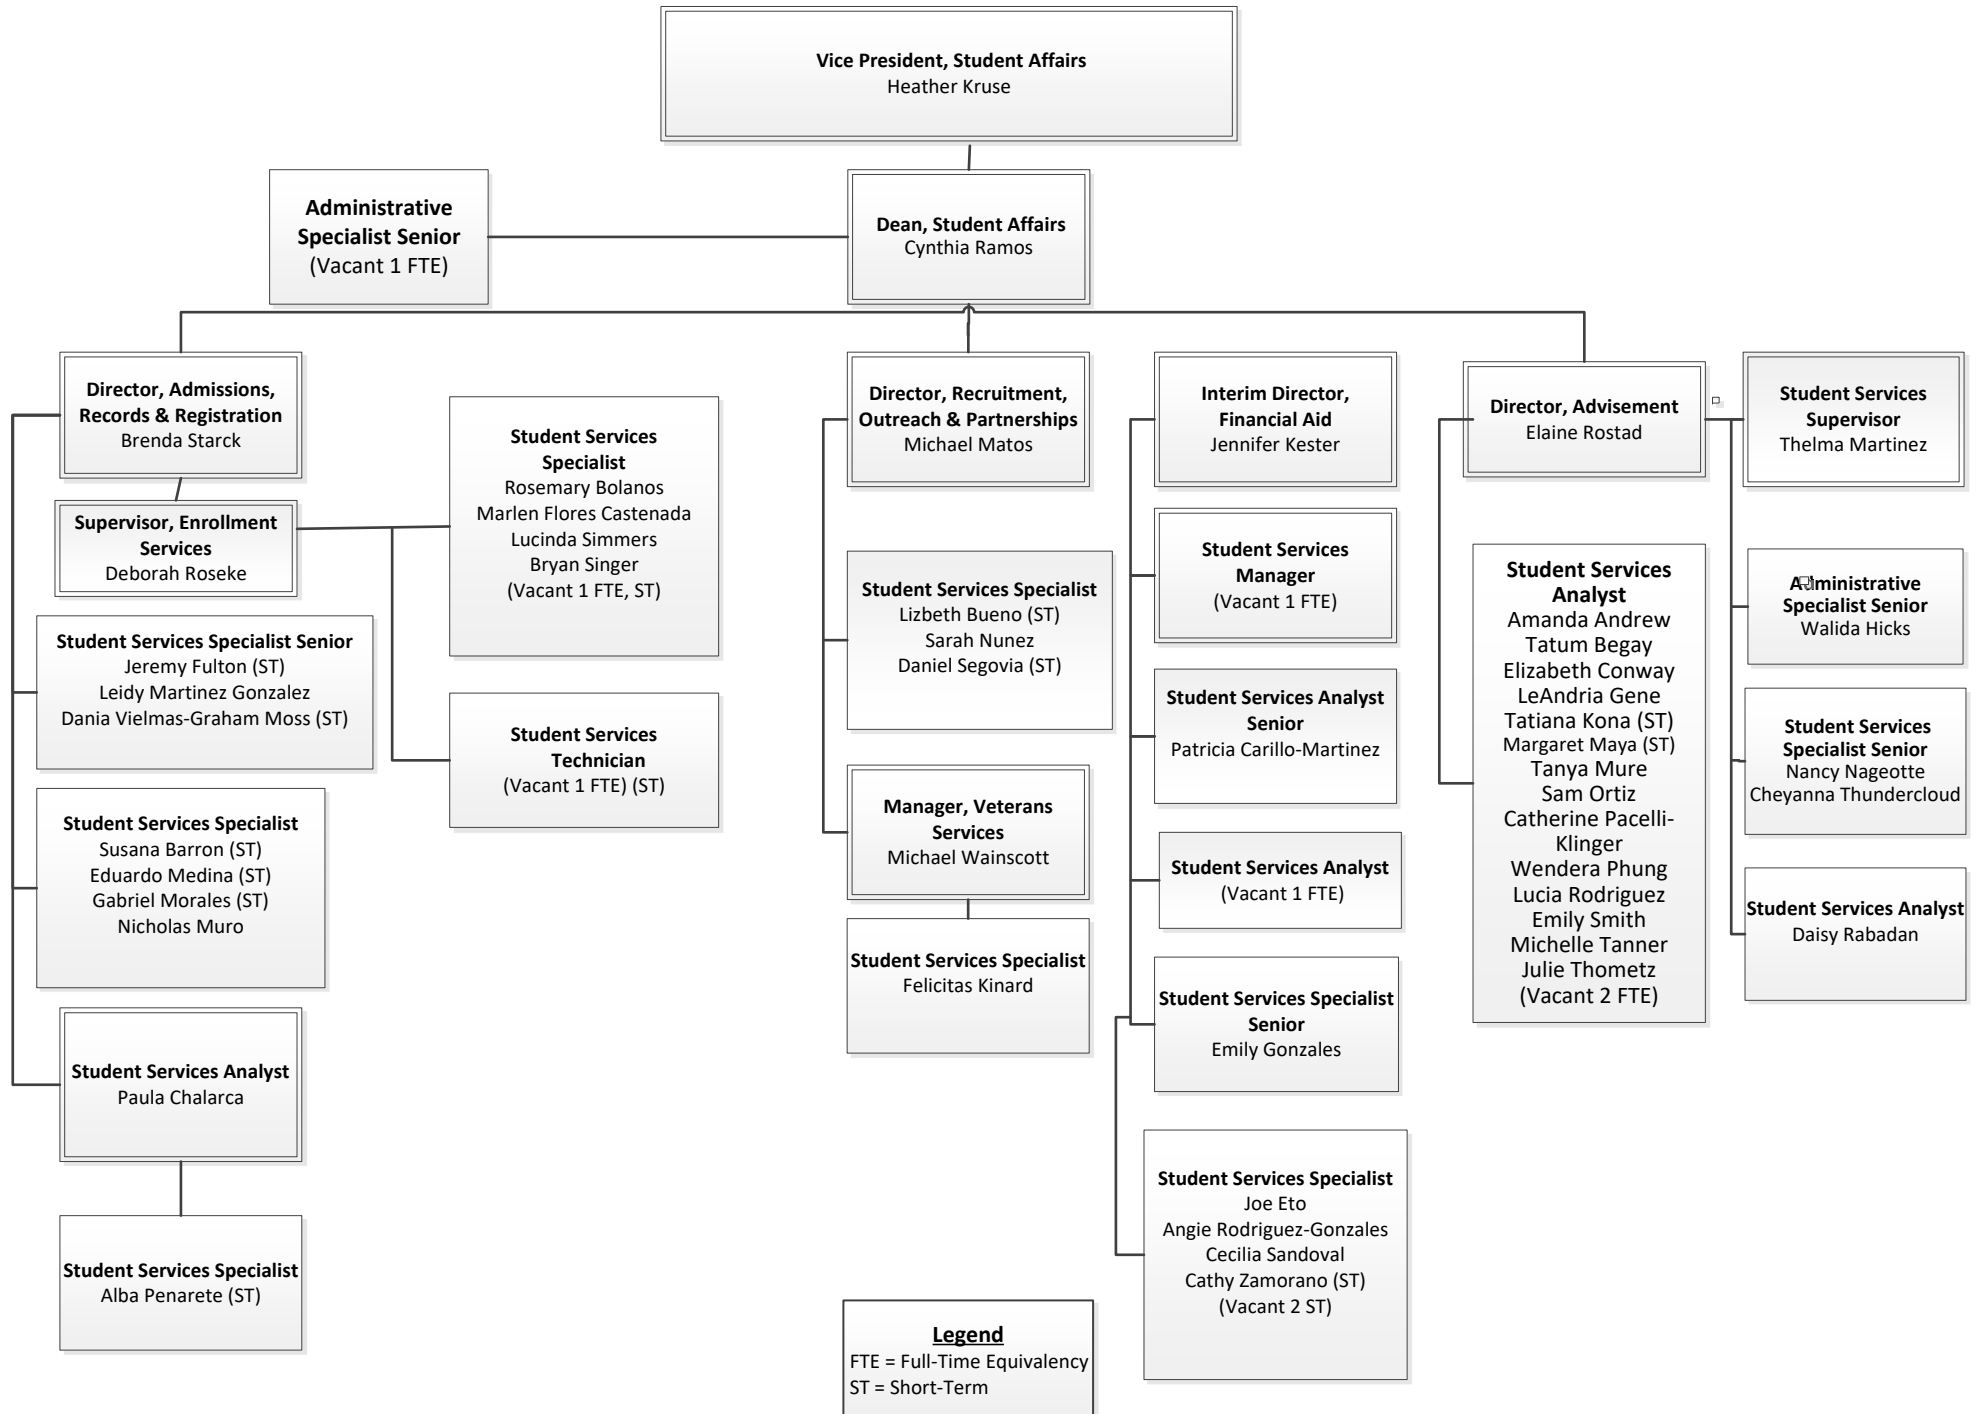 Vice President, Student Affairs
Heather Kruse
Administrative
Specialist Senior
(Vacant 1 FTE)
Dean, Student Affairs
Cynthia Ramos
Director, Admissions,
Records & Registration
Brenda Starck
Supervisor, Enrollment
Services
Deborah Roseke
Student Services
Specialist
Rosemary Bolanos
Marlen Flores Castenada
Lucinda Simmers
Bryan Singer
(Vacant 1 FTE, ST)
Student Services
Technician
(Vacant 1 FTE) (ST)
Student Services Specialist Senior
Jeremy Fulton (ST)
Leidy Martinez Gonzalez
Dania Vielmas-Graham Moss (ST)
Student Services Specialist
Susana Barron (ST)
Eduardo Medina (ST)
Gabriel Morales (ST)
Nicholas Muro
Student Services Analyst
Paula Chalarca
Student Services Specialist
Alba Penarete (ST)
Director, Recruitment,
Outreach & Partnerships
Michael Matos
Student Services Specialist
Lizbeth Bueno (ST)
Sarah Nunez
Daniel Segovia (ST)
Manager, Veterans
Services
Michael Wainscott
Student Services Specialist
Felicitas Kinard
Interim Director,
Financial Aid
Jennifer Kester
Student Services
Manager
(Vacant 1 FTE)
Student Services Analyst
Senior
Patricia Carillo-Martinez
Student Services Analyst
(Vacant 1 FTE)
Student Services Specialist
Senior
Emily Gonzales
Student Services Specialist
Joe Eto
Angie Rodriguez-Gonzales
Cecilia Sandoval
Cathy Zamorano (ST)
(Vacant 2 ST)
Director, Advisement
Elaine Rostad
Student Services
Analyst
Amanda Andrew
Tatum Begay
Elizabeth Conway
LeAndria Gene
Tatiana Kona (ST)
Margaret Maya (ST)
Tanya Mure
Sam Ortiz
Catherine Pacelli-
Klinger
Wendera Phung
Lucia Rodriguez
Emily Smith
Michelle Tanner
Julie Thometz
(Vacant 2 FTE)
Student Services
Supervisor
Thelma Martinez
Administrative
Specialist Senior
Walida Hicks
Student Services
Specialist Senior
Nancy Nageotte
Cheyanna Thundercloud
Student Services Analyst
Daisy Rabadan
Legend
FTE = Full-Time Equivalency
ST = Short-Term